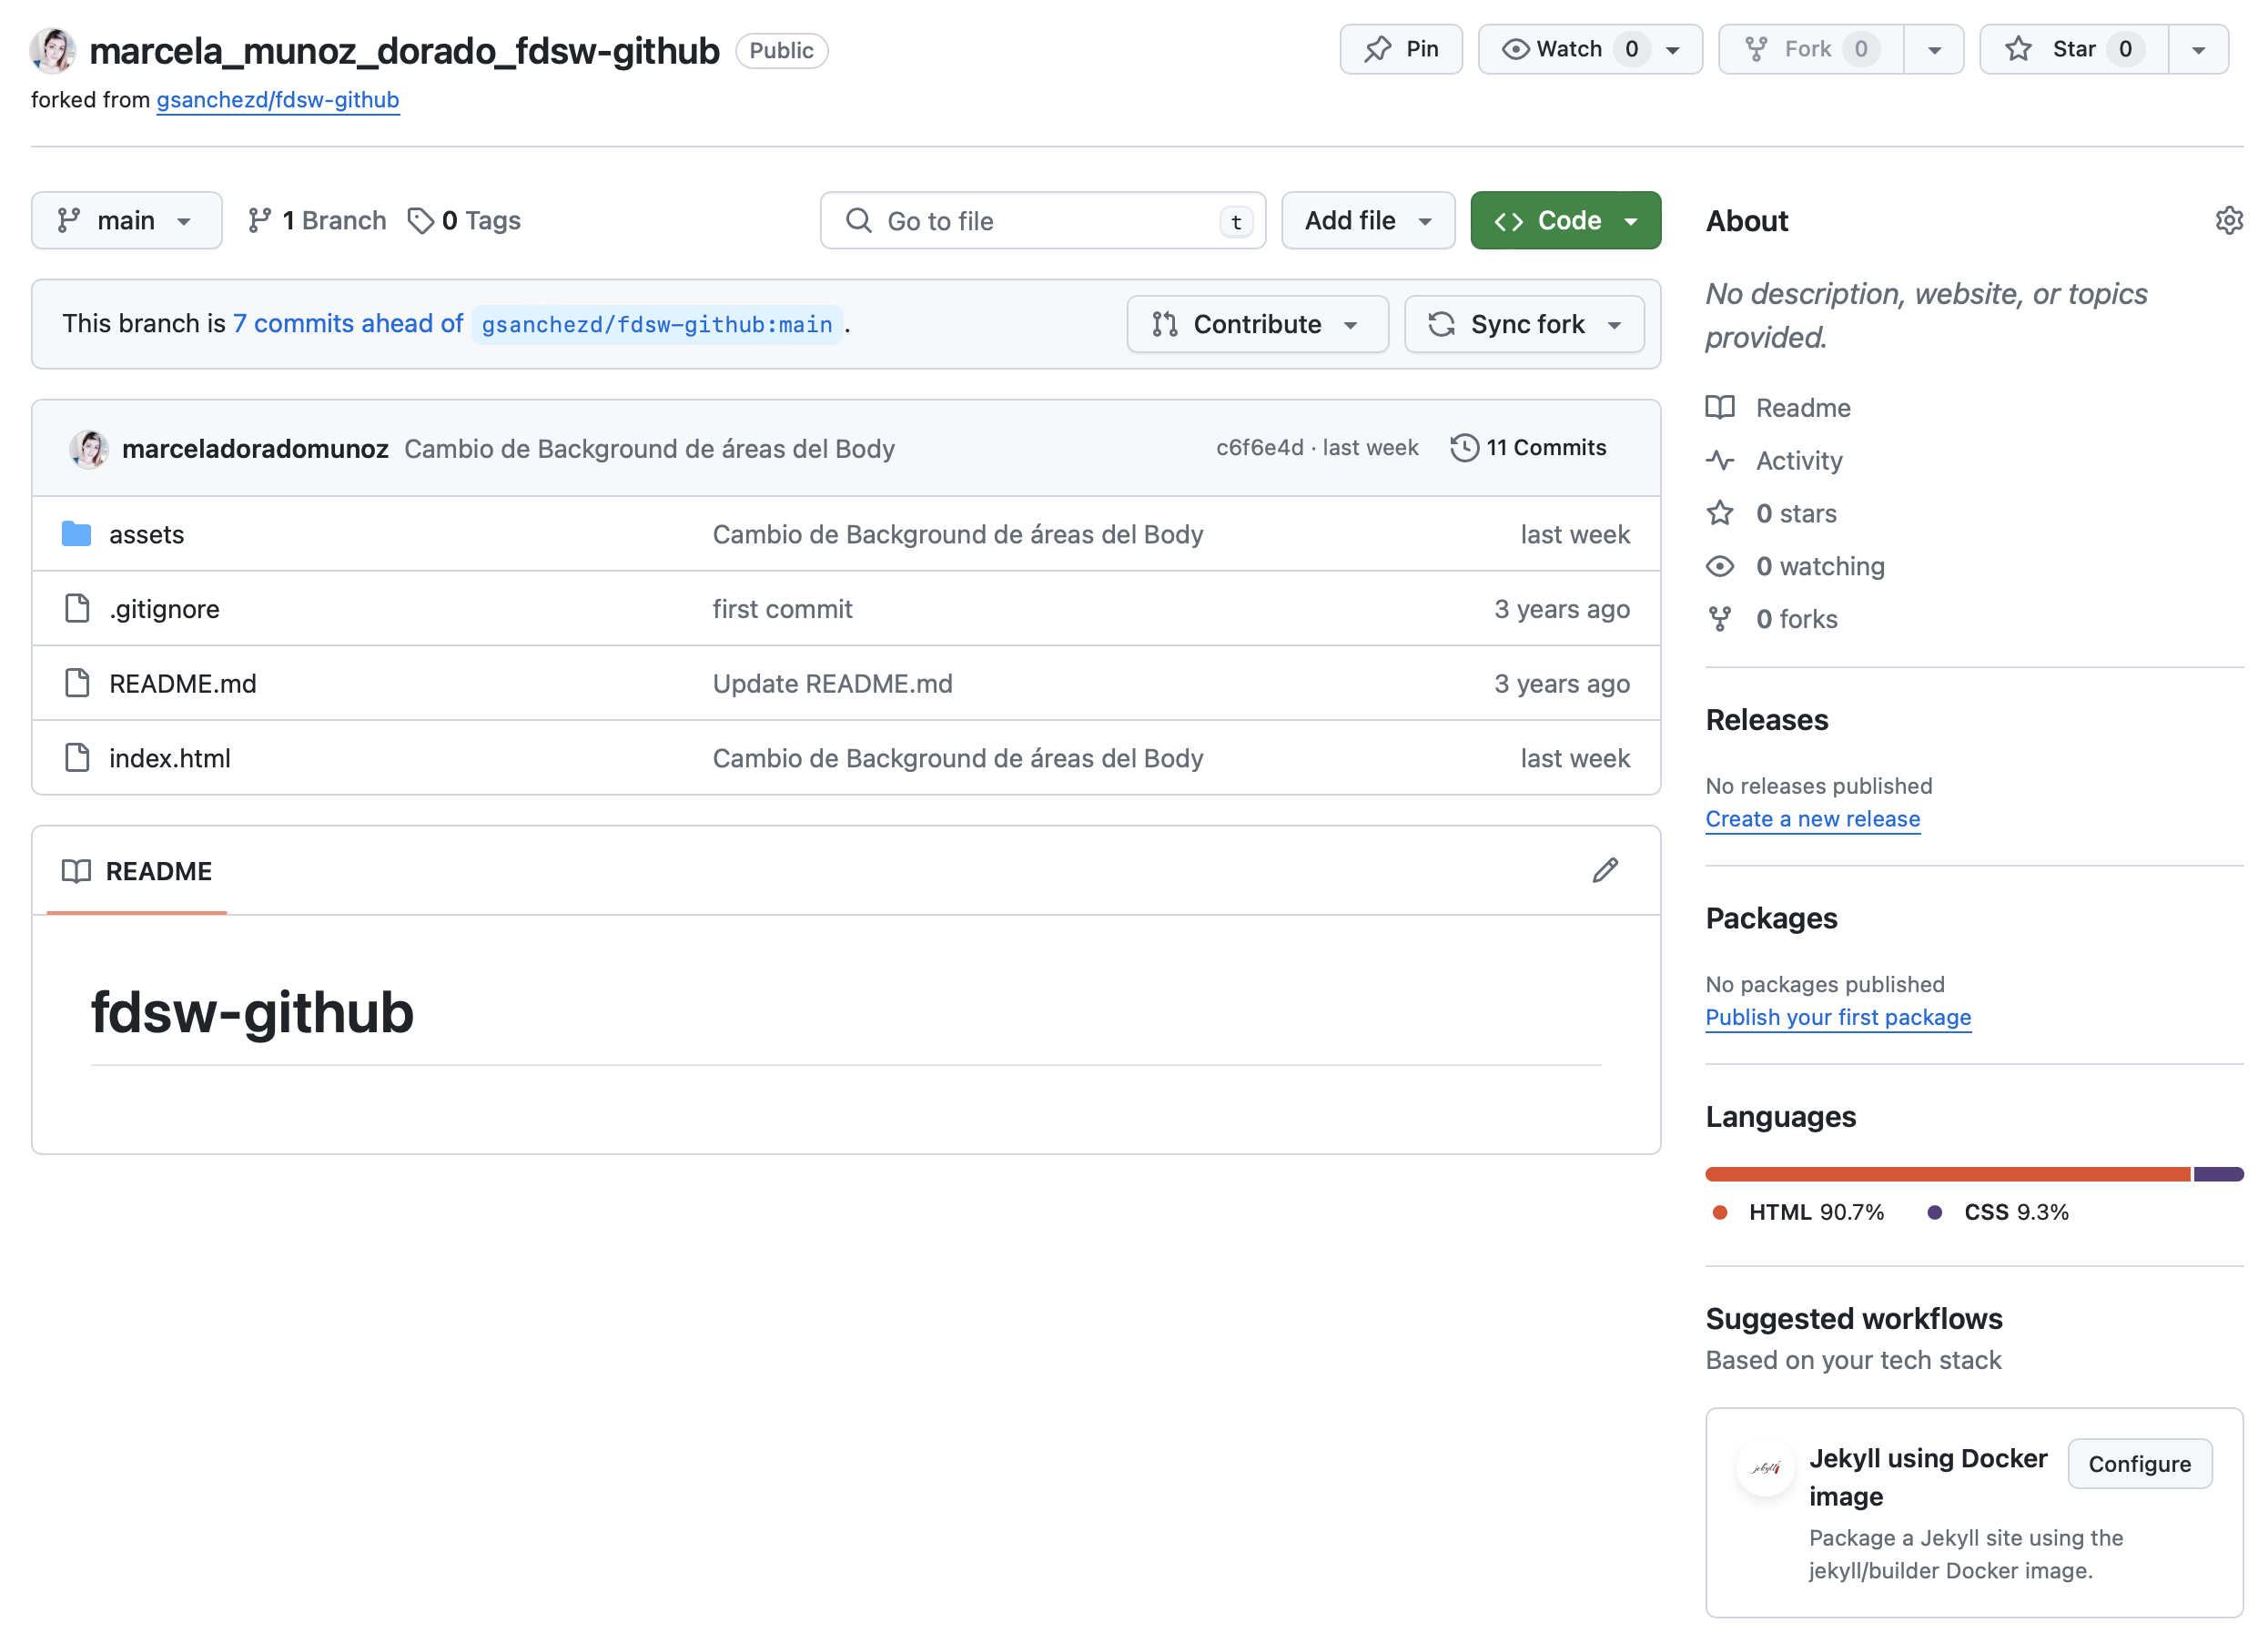 marcela_munoz_dorado_fdsw-github Public
Pin Watch 0 Fork 0 Star 0
forked from gsanchezd/fdsw-github
main 1 Branch 0 Tags Go to file t Add file Code
This branch is 7 commits ahead of gsanchezd/fdsw-github:main .
Contribute Sync fork
marceladoradomunoz Cambio de Background de áreas del Body c6f6e4d · last week 11 Commits
assets Cambio de Background de áreas del Body last week
.gitignore first commit 3 years ago
README.md Update README.md 3 years ago
index.html Cambio de Background de áreas del Body last week
README
fdsw-github
About
No description, website, or topics
provided.
Readme
Activity
0 stars
0 watching
0 forks
Releases
No releases published
Create a new release
Packages
No packages published
Publish your first package
Languages
HTML 90.7% CSS 9.3%
Suggested workflows
Based on your tech stack
jekyll
Jekyll using Docker
image
Configure
Package a Jekyll site using the
jekyll/builder Docker image.